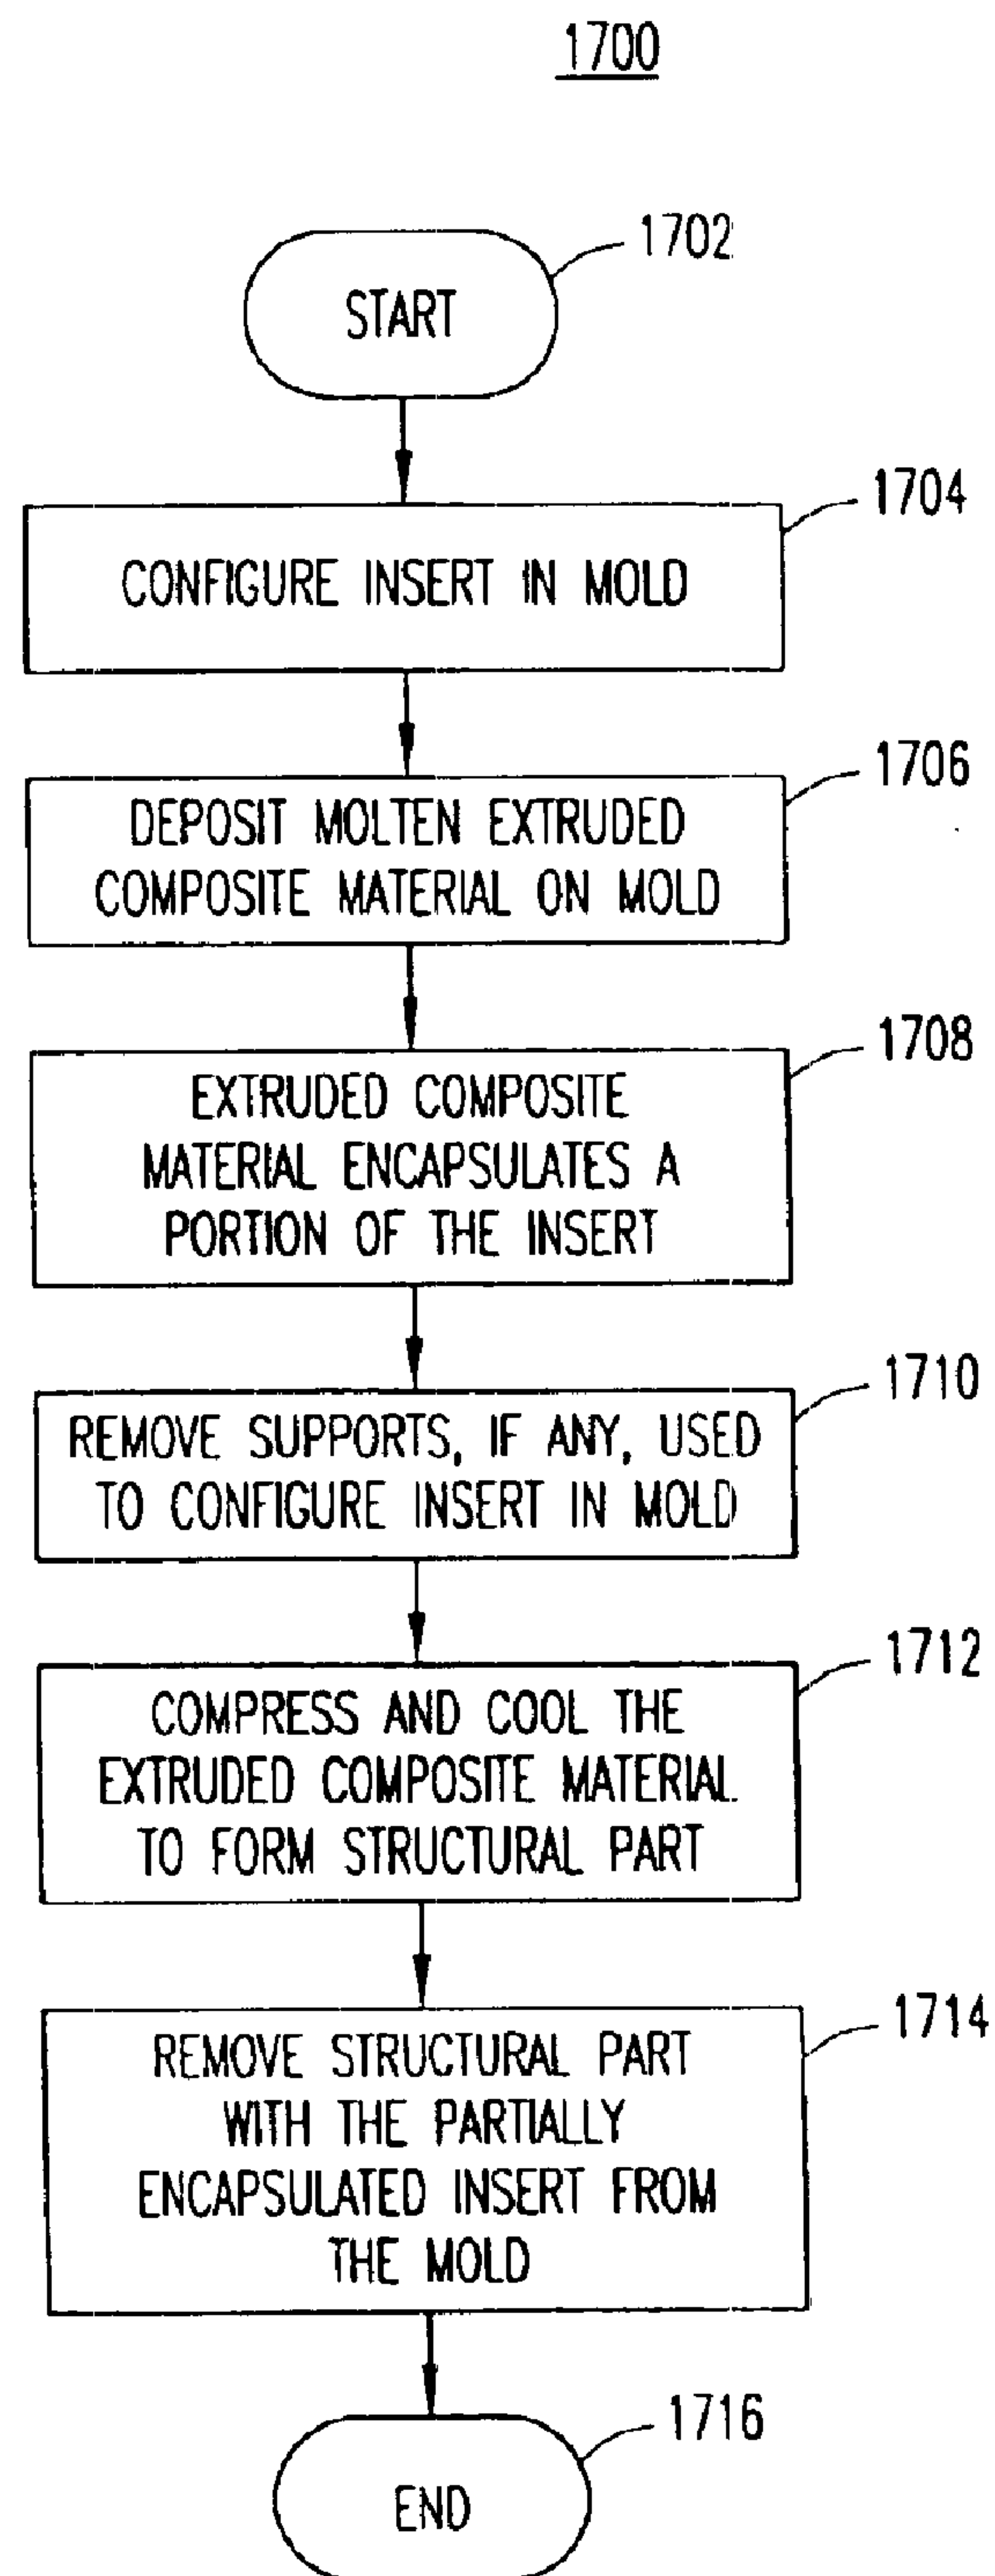 1700
1702
START
1704
CONFIGURE INSERT IN MOLD
1706
DEPOSIT MOLTEN EXTRUDED
COMPOSITE MATERIAL ON MOLD
1708
EXTRUDED COMPOSITE
MATERIAL ENCAPSULATES A
PORTION OF THE INSERT
1710
REMOVE SUPPORTS, IF ANY, USED
TO CONFIGURE INSERT IN MOLD
1712
COMPRESS AND COOL THE
EXTRUDED COMPOSITE MATERIAL
TO FORM STRUCTURAL PART
1714
REMOVE STRUCTURAL PART
WITH THE PARTIALLY
ENCAPSULATED INSERT FROM
THE MOLD
1716
END